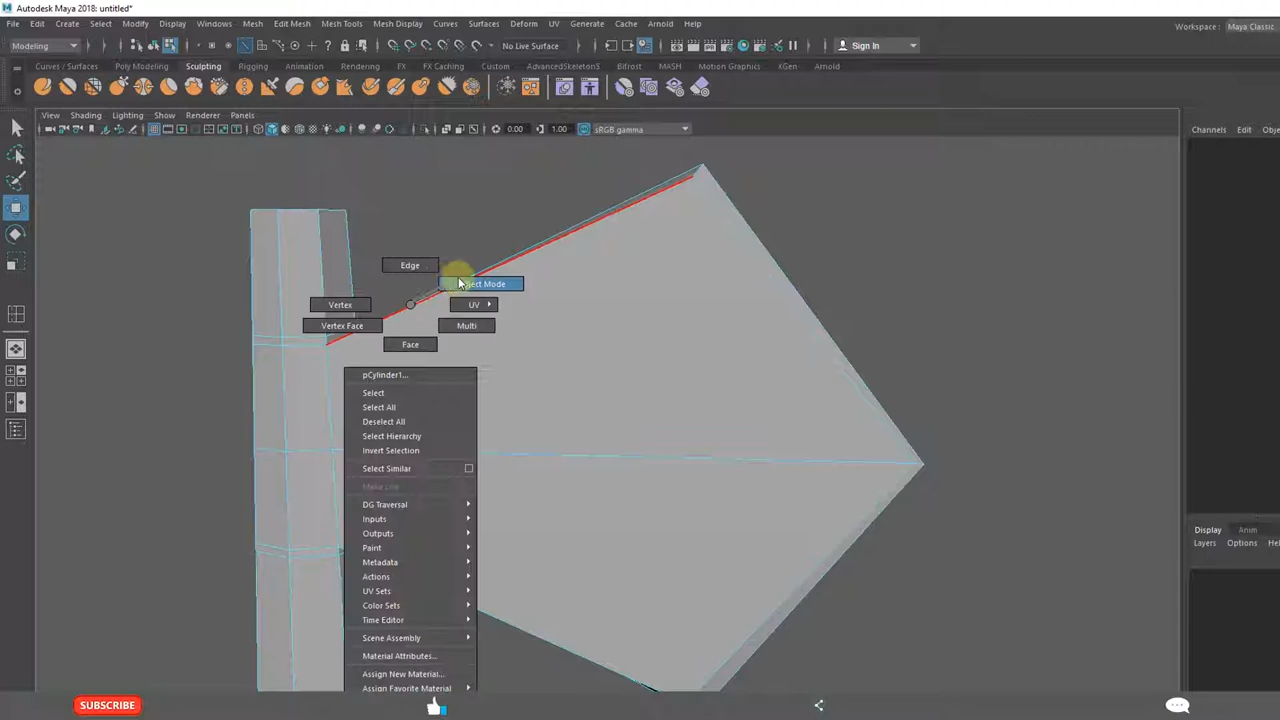 Autodesk Maya 2018: untitled*
File Edit Create Select Modify Display Windows Mesh Edit Mesh Mesh Tools Mesh Display Curves Surfaces Deform UV Generate Cache Arnold Help
Workspace : Maya Classic
Modeling No Live Surface Sign In
Curves / Surfaces Poly Modeling Sculpting Rigging Animation Rendering FX FX Caching Custom AdvancedSkeleton5 Bifrost MASH Motion Graphics XGen Arnold
View Shading Lighting Show Renderer Panels
0.00 1.00 sRGB gamma
Channels Edit
Edge
Mode
Vertex UV
Vertex Face Multi
Face
pCylinder1...
Select
Select All
Deselect All
Select Hierarchy
Invert Selection
Select Similar
DG Traversal
Inputs
Outputs
Paint
Metadata
Actions
UV Sets
Color Sets
Time Editor
Scene Assembly
Material Attributes...
Assign New Material...
Assign Favorite Material
Display Anim
Layers Options
SUBSCRIBE